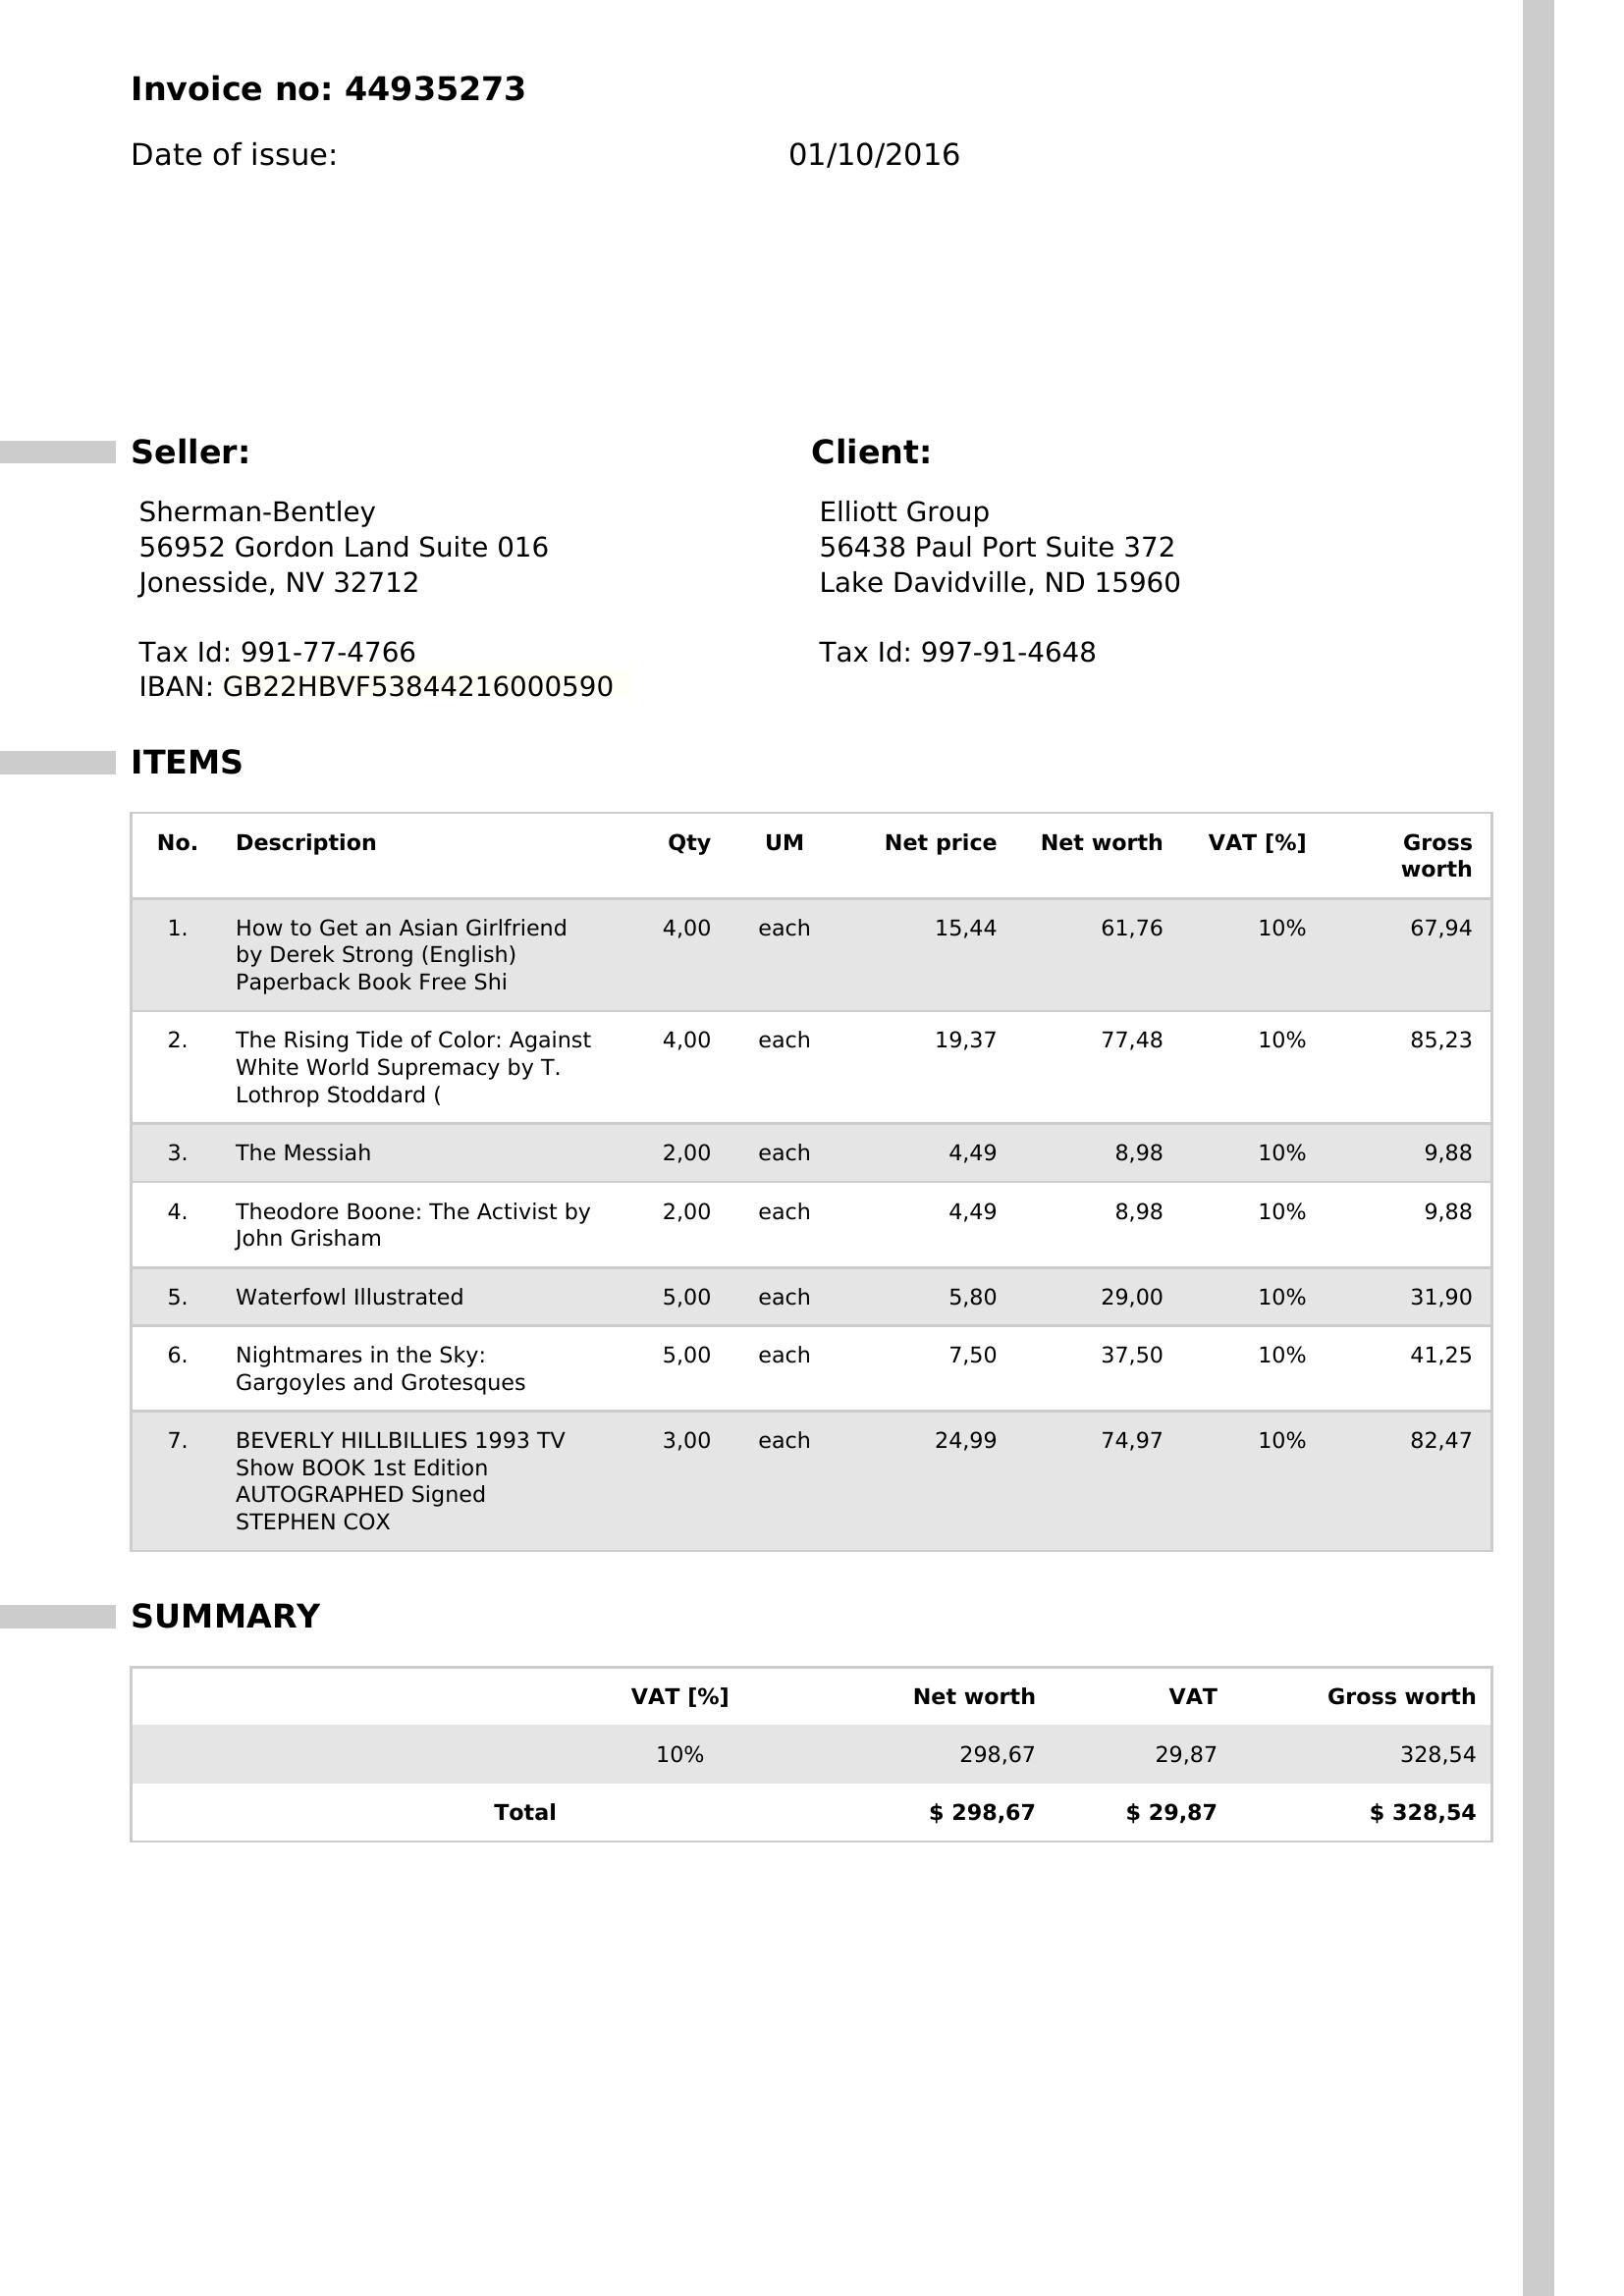 Invoice no: 44935273
Date of issue: 01/10/2016
Seller: Client:
Sherman-Bentley Elliott Group
56952 Gordon Land Suite 016 56438 Paul Port Suite 372
Jonesside, NV 32712 Lake Davidville, ND 15960
Tax Id: 991-77-4766 Tax Id: 997-91-4648
IBAN: GB22HBVF53844216000590
ITEMS
No. Description Qty UM Net price Net worth VAT [%] Gross
worth
1. How to Get an Asian Girlfriend 4,00 each 15,44 61,76 10% 67,94
by Derek Strong (English)
Paperback Book Free Shi
2. The Rising Tide of Color: Against 4,00 each 19,37 77,48 10% 85,23
White World Supremacy by T.
Lothrop Stoddard (
3. The Messiah 2,00 each 4,49 8,98 10% 9,88
4. Theodore Boone: The Activist by 2,00 each 4,49 8,98 10% 9,88
John Grisham
5. Waterfowl Illustrated 5,00 each 5,80 29,00 10% 31,90
6. Nightmares in the Sky: 5,00 each 7,50 37,50 10% 41,25
Gargoyles and Grotesques
7. BEVERLY HILLBILLIES 1993 TV 3,00 each 24,99 74,97 10% 82,47
Show BOOK 1st Edition
AUTOGRAPHED Signed
STEPHEN COX
SUMMARY
VAT [%] Net worth VAT Gross worth
10% 298,67 29,87 328,54
Total $ 298,67 $ 29,87 $ 328,54